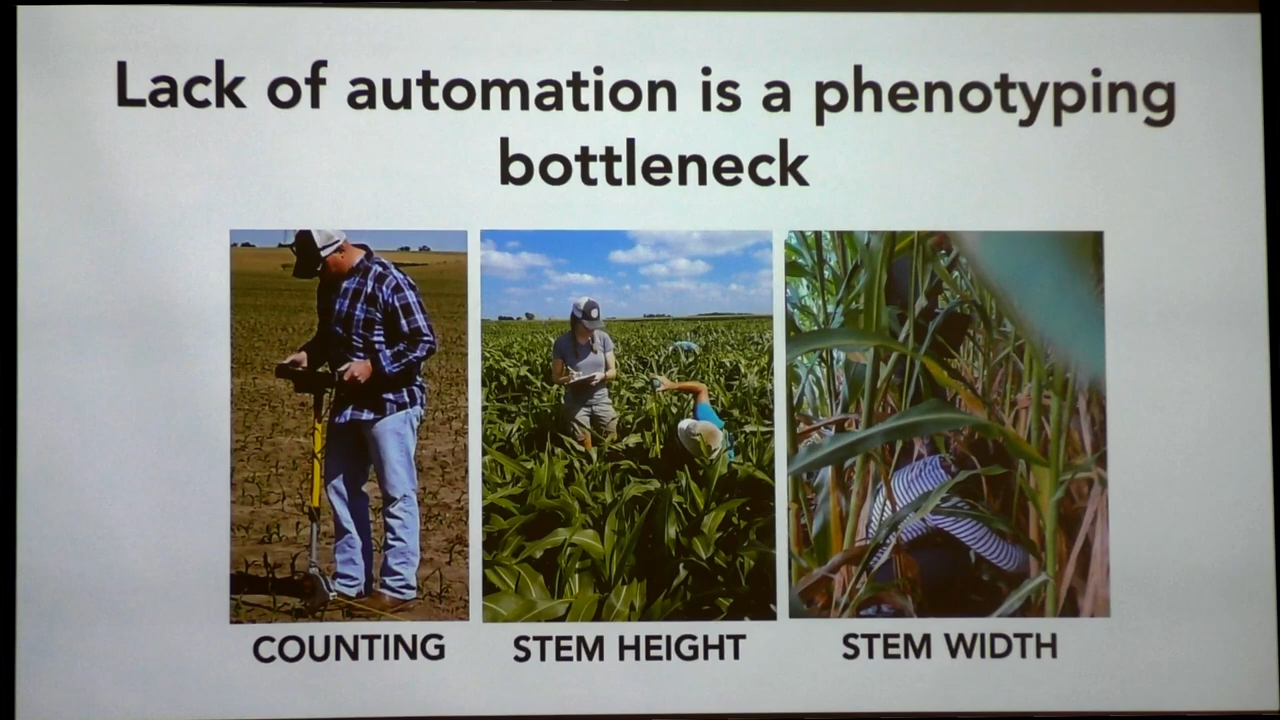 Lack of automation is a phenotyping
bottleneck
COUNTING
STEM HEIGHT
STEM WIDTH